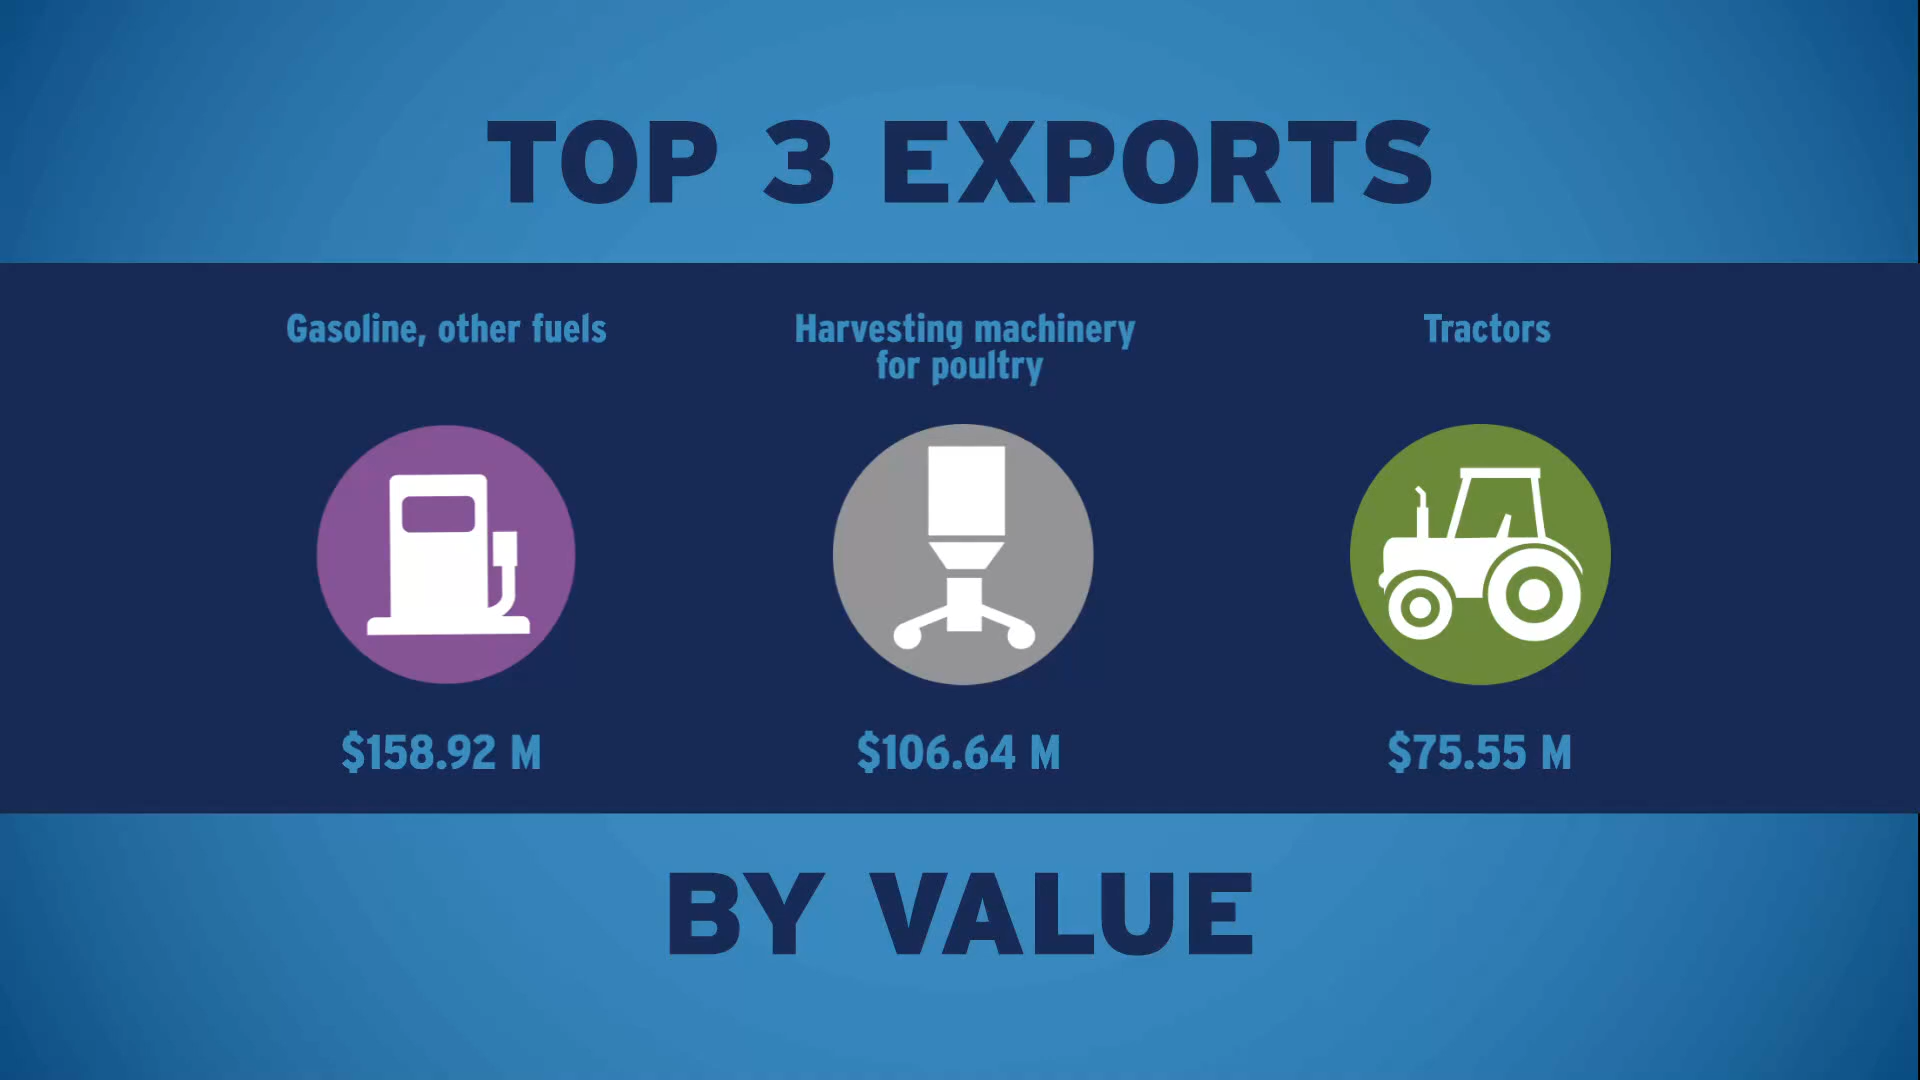 TOP 3 EXPORTS
Gasoline, other fuels
Harvesting machinery
for poultry
Tractors
$158.92 M
$106.64 M
$75.55 M
BY VALUE